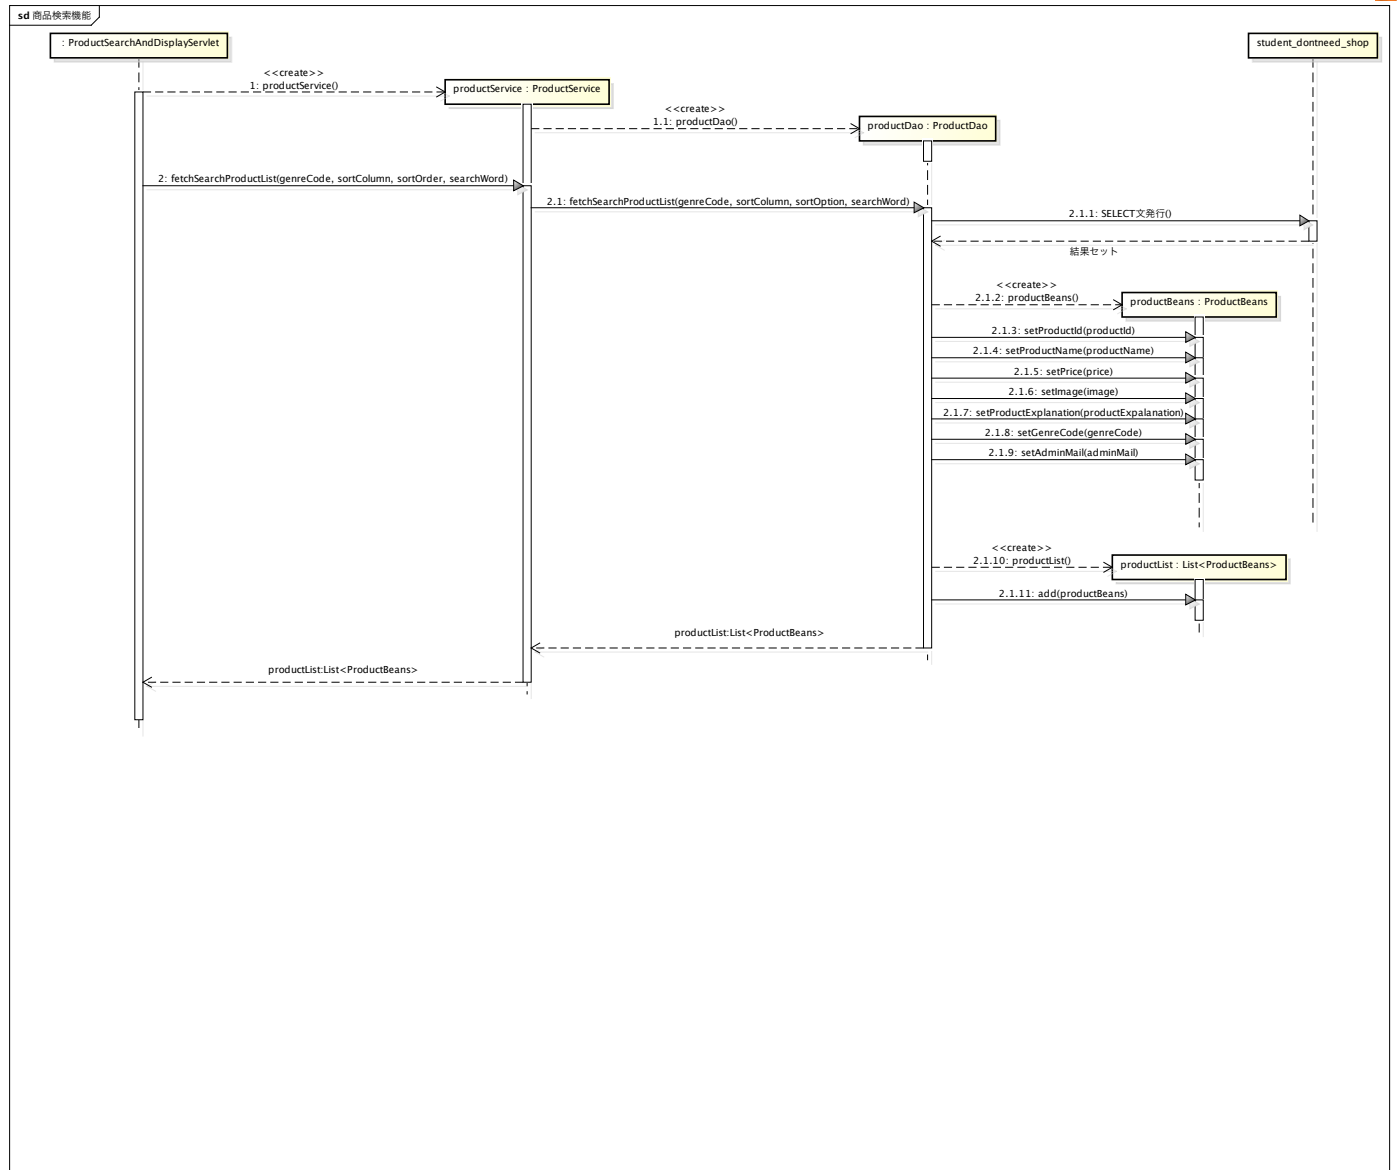 sd 商品検索機能
: ProductSearchAndDisplayServlet
student_dontneed_shop
<<create>>
1: productService()
productService : ProductService
<<create>>
1.1: productDao()
productDao : ProductDao
2: fetchSearchProductList(genreCode, sortColumn, sortOrder, searchWord)
2.1: fetchSearchProductList(genreCode, sortColumn, sortOption, searchWord)
2.1.1: SELECT文発行()
結果セット
<<create>>
2.1.2: productBeans()
productBeans : ProductBeans
2.1.3: setProductId(productId)
2.1.4: setProductName(productName)
2.1.5: setPrice(price)
2.1.6: setImage(image)
2.1.7: setProductExplanation(productExpalanation)
2.1.8: setGenreCode(genreCode)
2.1.9: setAdminMail(adminMail)
<<create>>
2.1.10: productList()
productList : List<ProductBeans>
2.1.11: add(productBeans)
productList:List<ProductBeans>
productList:List<ProductBeans>